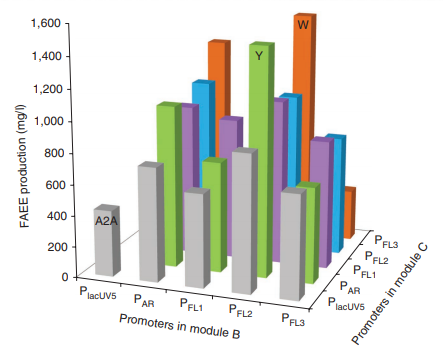 1,600
1,400
1,200
1,000
800
600
400
200
0
FAEE production (mg/l)
A2A
Y
W
PlacUV5
PAR
PFL1
PFL2
PFL3
Promoters in module B
PlacUV5
PAR
PFL1
PFL2
PFL3
Promoters in module C